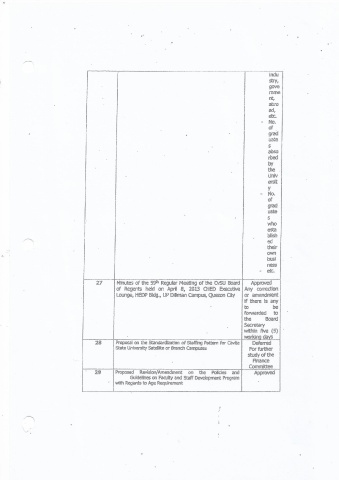 indu
stry,
gove
rnme
nt,
abro
ad,
etc.
- No.
of
grad
uate
s
abso
rbed
by
the
univ
ersit
y
- No.
of
grad
uate
s
who
esta
blish
ed
their
own
busi
ness
- etc.
27 Minutes of the 59th Regular Meeting of the CvSU Board Approved
of Regents held on April 8, 2013 CHED Executive Any correction
Lounge, HEDP Bldg., UP Diliman Campus, Quezon City or amendment
if there is any
to be
forwarded to
the Board
Secretary
within five (5)
working days
28 Proposal on the Standardization of Staffing Pattern for Cavite Deferred
State University Satellite or Branch Campuses For further
study of the
Finance
Committee
29 Proposed Revision/Amendment on the Policies and Approved
Guidelines on Faculty and Staff Development Program
with Regards to Age Requirement